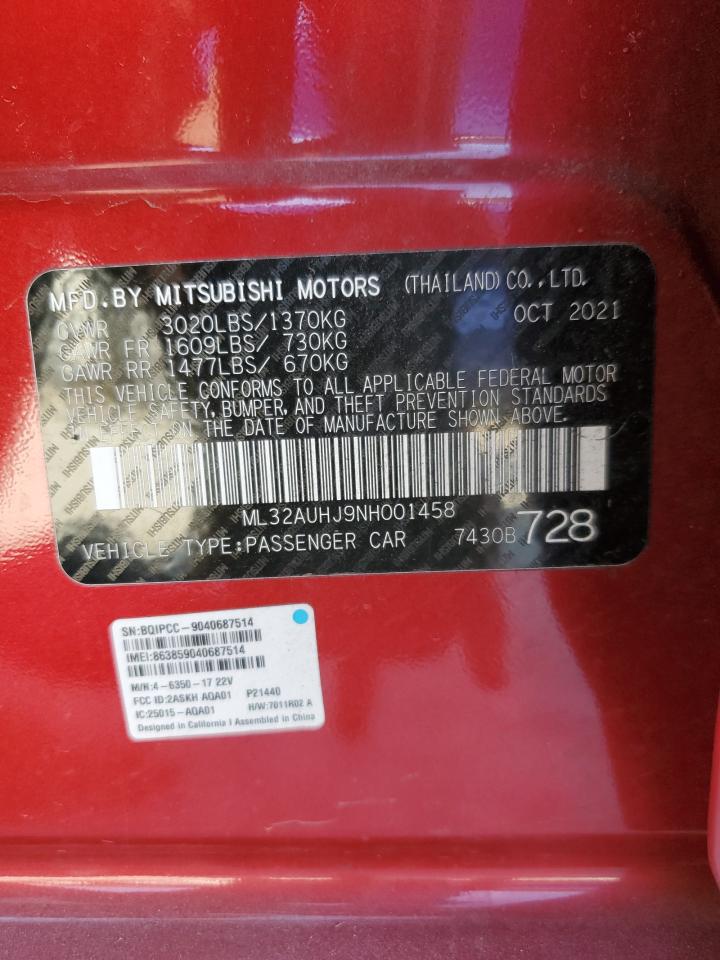 MFD.BY MITSUBISHI MOTORS (THAILAND) CO.,LTD.
GVWR 3020LBS/1370KG OCT 2021
GAWR FR 1609LBS/ 730KG
GAWR RR 1477LBS/ 670KG
THIS VEHICLE CONFORMS TO ALL APPLICABLE FEDERAL MOTOR
VEHICLE SAFETY, BUMPER, AND THEFT PREVENTION STANDARDS
IN EFFECT ON THE DATE OF MANUFACTURE SHOWN ABOVE.
ML32AUHJ9NH001458
VEHICLE TYPE:PASSENGER CAR 7430B 728
SN:BQIPCC-9040687514
IMEI:863859040687514
M/N:4-6350-17 22V
FCC ID:2ASKH AQA01 P21440
IC:25015-AQA01 H/W:7011R02 A
Designed in California I Assembled in China